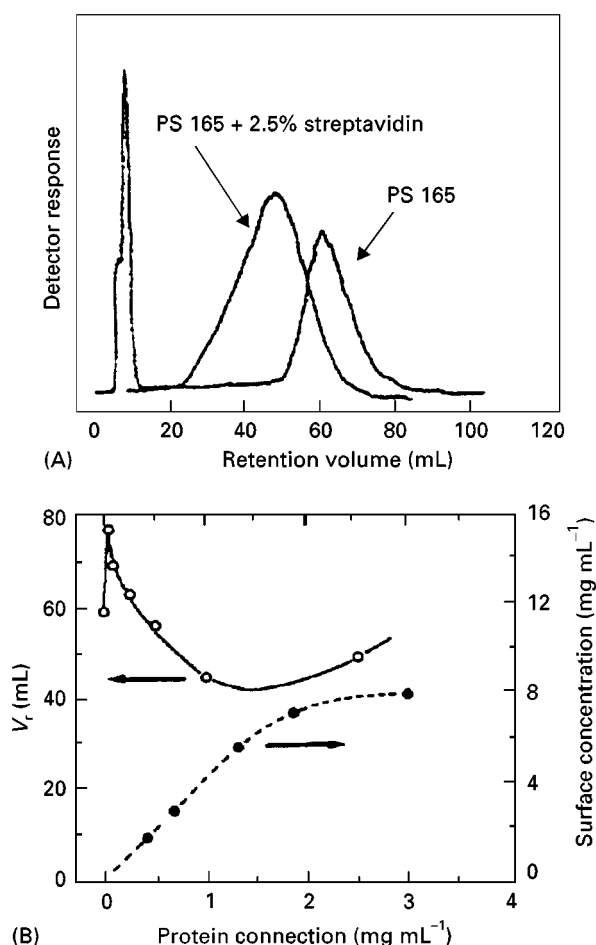 PS 165 + 2.5% streptavidin
PS 165
Detector response
0 20 40 60 80 100 120
(A) Retention volume (mL)
80 16
60 12
40 8
20 4
0 0
V_r (mL)
Surface concentration (mg mL⁻¹)
0 1 2 3 4
(B) Protein connection (mg mL⁻¹)